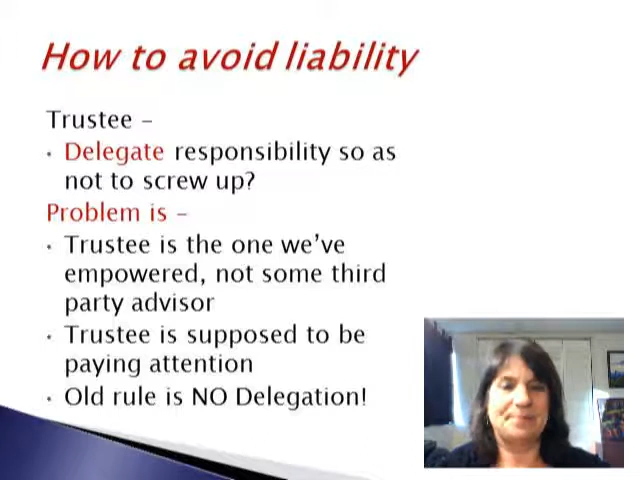 How to avoid liability
Trustee –
• Delegate responsibility so as
not to screw up?
Problem is –
• Trustee is the one we've
empowered, not some third
party advisor
• Trustee is supposed to be
paying attention
• Old rule is NO Delegation!